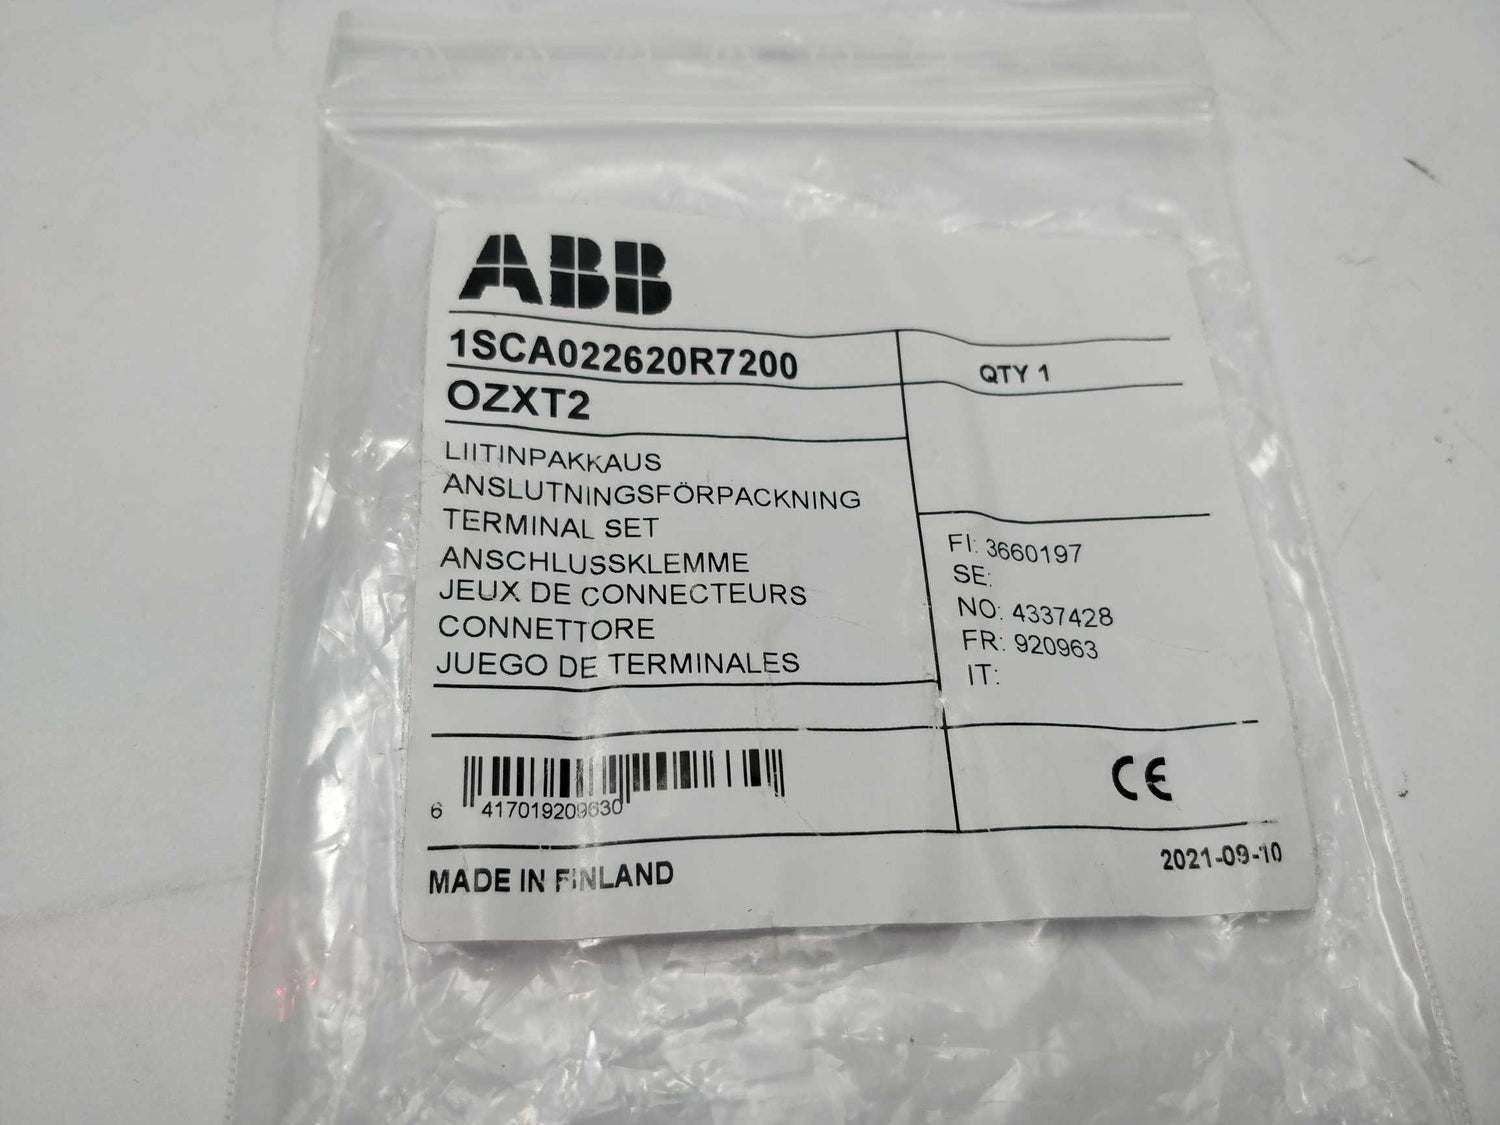 ABB
1SCA022620R7200
QTY 1
OZXT2
LIITINPAKKAUS
ANSLUTNINGSFÖRPACKNING
TERMINAL SET
ANSCHLUSSKLEMME
JEUX DE CONNECTEURS
CONNETTORE
JUEGO DE TERMINALES
FI: 3660197
SE:
NO: 4337428
FR: 920963
IT:
6 417019209630
CE
MADE IN FINLAND
2021-09-10